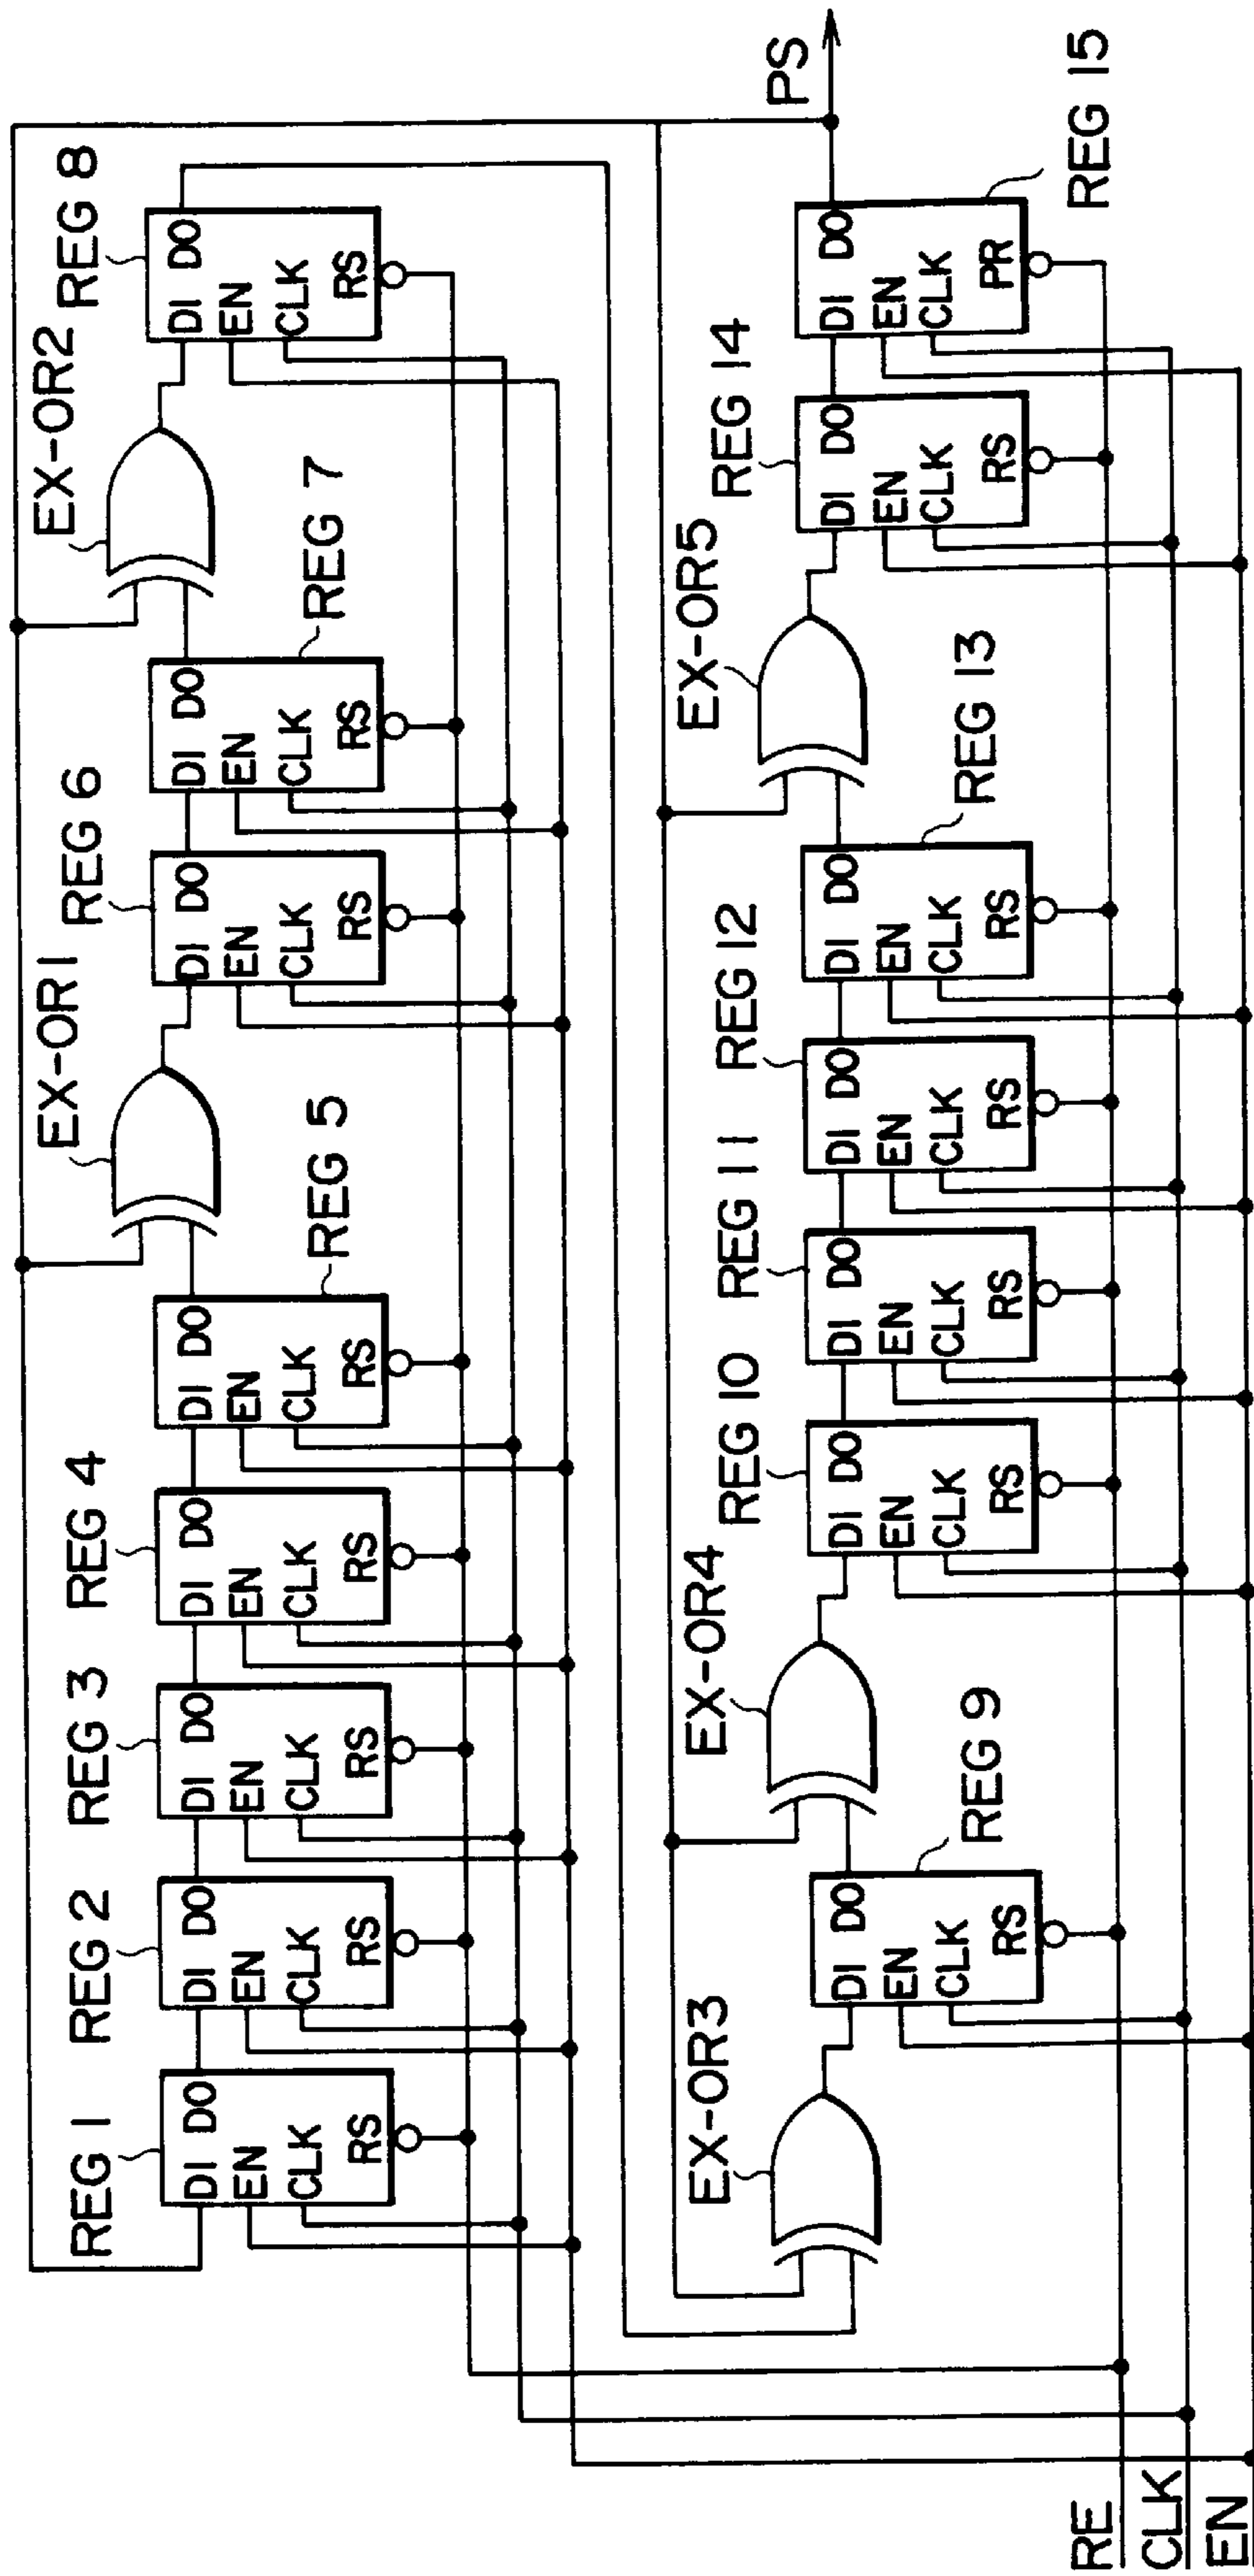 REG 1
REG 2
REG 3
REG 4
REG 5
EX-OR1
REG 6
REG 7
EX-OR2
REG 8
DI DO
EN
CLK
RS
DI DO
EN
CLK
RS
DI DO
EN
CLK
RS
DI DO
EN
CLK
RS
DI DO
EN
CLK
RS
DI DO
EN
CLK
RS
DI DO
EN
CLK
RS
DI DO
EN
CLK
RS
EX-OR3
REG 9
EX-OR4
REG 10
REG 11
REG 12
REG 13
EX-OR5
REG 14
REG 15
PS
DI DO
EN
CLK
RS
DI DO
EN
CLK
RS
DI DO
EN
CLK
RS
DI DO
EN
CLK
RS
DI DO
EN
CLK
RS
DI DO
EN
CLK
RS
DI DO
EN
CLK
PR
RE
CLK
EN